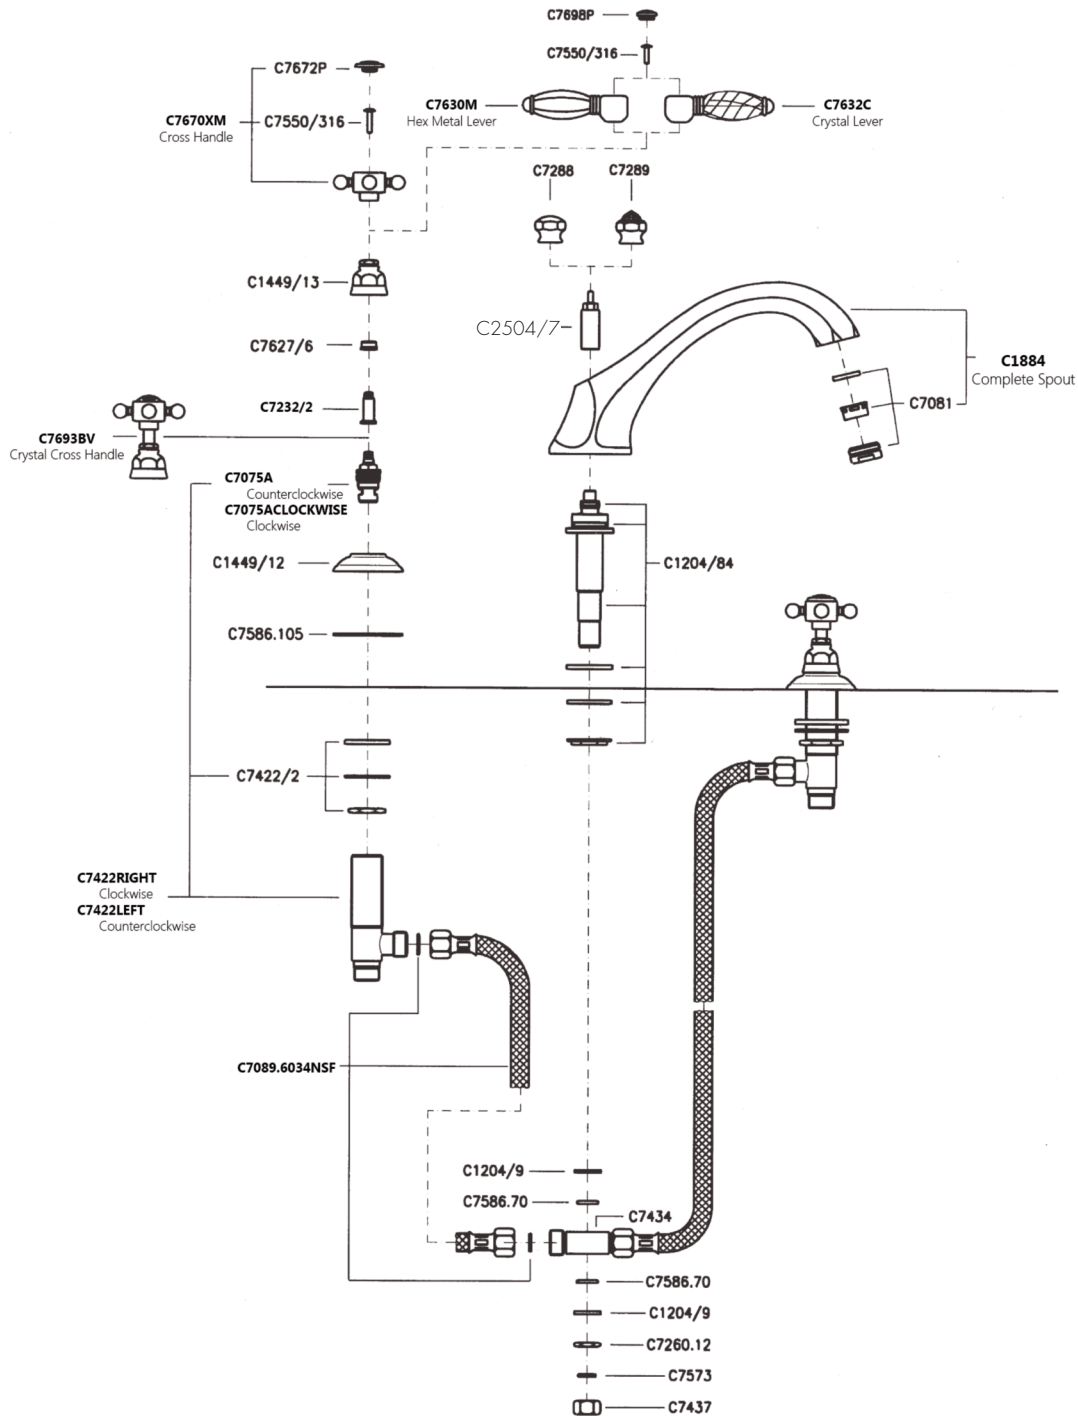 C7698P
C7550/316
C7672P
C7670XM
Cross Handle
C7550/316
C7630M
Hex Metal Lever
C7632C
Crystal Lever
C7288
C7289
C1449/13
C2504/7
C7627/6
C1884
Complete Spout
C7232/2
C7081
C7693BV
Crystal Cross Handle
C7075A
Counterclockwise
C7075ACLOCKWISE
Clockwise
C1449/12
C1204/84
C7586.105
C7422/2
C7422RIGHT
Clockwise
C7422LEFT
Counterclockwise
C7089.6034NSF
C1204/9
C7586.70
C7434
C7586.70
C1204/9
C7260.12
C7573
C7437